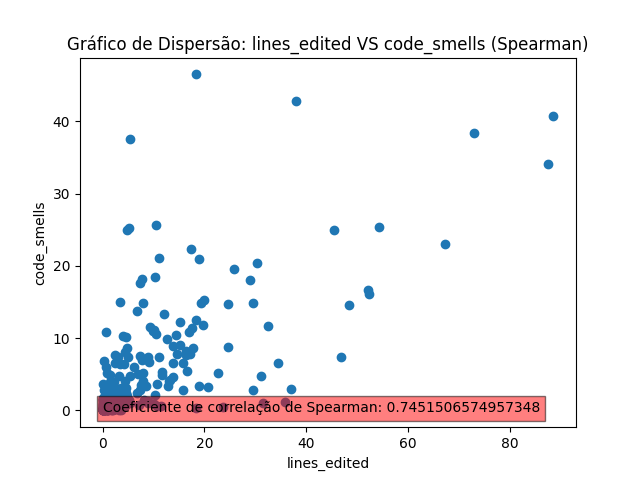 Gráfico de Dispersão: lines_edited VS code_smells (Spearman)
code_smells
40
30
20
10
0
Coeficiente de correlação de Spearman: 0.7451506574957348
0 20 40 60 80
lines_edited